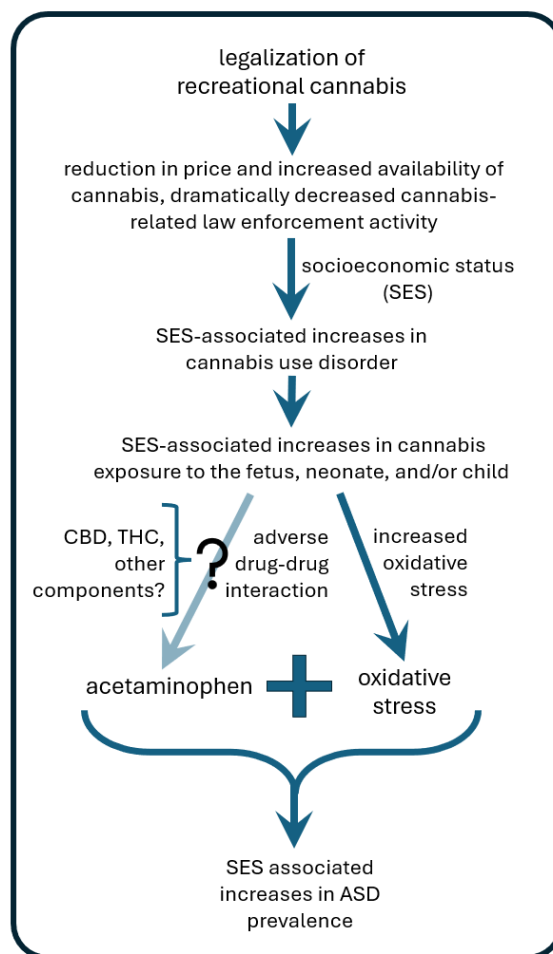 legalization of
recreational cannabis
reduction in price and increased availability of
cannabis, dramatically decreased cannabis-
related law enforcement activity
socioeconomic status
(SES)
SES-associated increases in
cannabis use disorder
SES-associated increases in cannabis
exposure to the fetus, neonate, and/or child
CBD, THC,
other
components?
?
adverse
drug-drug
interaction
increased
oxidative
stress
acetaminophen
oxidative
stress
SES associated
increases in ASD
prevalence